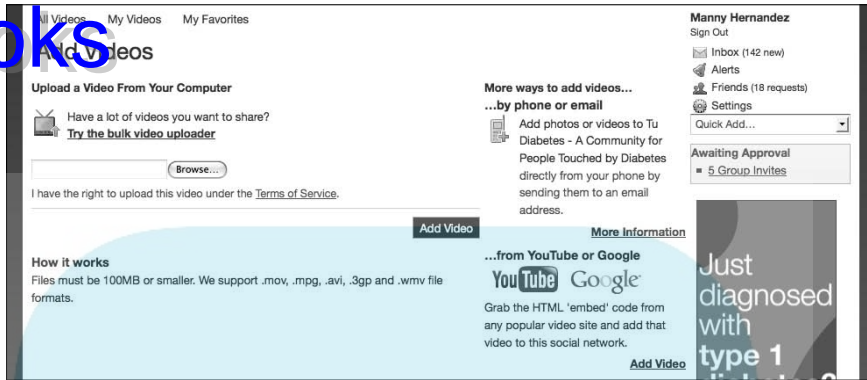 All Videos My Videos My Favorites
Add Videos
Upload a Video From Your Computer
Have a lot of videos you want to share?
Try the bulk video uploader
Browse...
I have the right to upload this video under the Terms of Service.
Add Video
How it works
Files must be 100MB or smaller. We support .mov, .mpg, .avi, .3gp and .wmv file
formats.
More ways to add videos...
...by phone or email
Add photos or videos to Tu
Diabetes - A Community for
People Touched by Diabetes
directly from your phone by
sending them to an email
address.
More Information
...from YouTube or Google
YouTube Google
Grab the HTML 'embed' code from
any popular video site and add that
video to this social network.
Add Video
Manny Hernandez
Sign Out
Inbox (142 new)
Alerts
Friends (18 requests)
Settings
Quick Add...
Awaiting Approval
5 Group Invites
Just
diagnosed
with
type 1